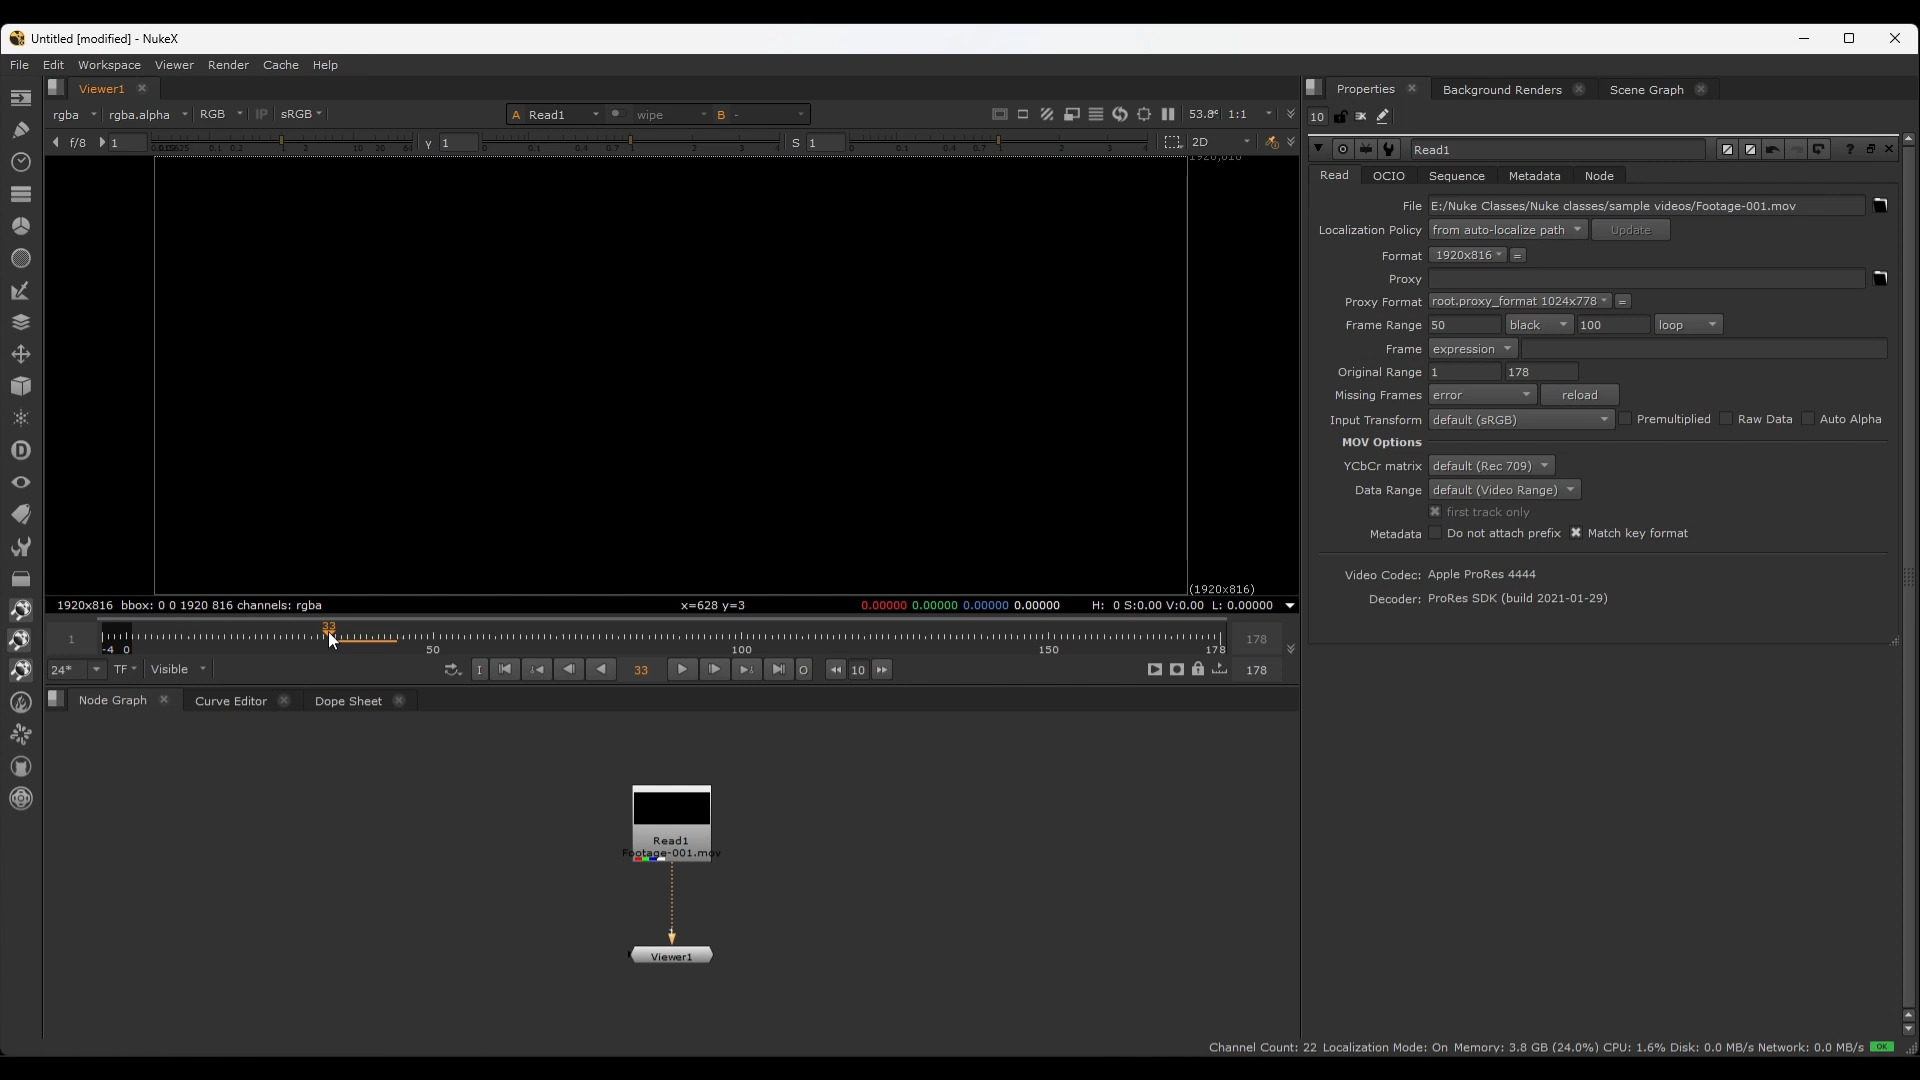 Untitled [modified] - NukeX
File Edit Workspace Viewer Render Cache Help
Viewer1
rgba rgba.alpha RGB IP sRGB A Read1 wipe B - 1:1
f/8 1 γ 1 S 1 2D
1920x816 bbox: 0 0 1920 816 channels: rgba x=628 y=3 0.00000 0.00000 0.00000 0.00000 H: 0 S:0.00 V:0.00 L: 0.00000
(1920x816)
33
1 178
-4 0 50 100 150 178
24* TF Visible I 33 O 10 178
Node Graph Curve Editor Dope Sheet
Read1
Footage-001.mov
Viewer1
Properties Background Renders Scene Graph
10
Read1 ?
Read OCIO Sequence Metadata Node
File E:/Nuke Classes/Nuke classes/sample videos/Footage-001.mov
Localization Policy from auto-localize path Update
Format 1920x816 =
Proxy
Proxy Format root.proxy_format 1024x778 =
Frame Range 50 black 100 loop
Frame expression
Original Range 1 178
Missing Frames error reload
Input Transform default (sRGB) Premultiplied Raw Data Auto Alpha
MOV Options
YCbCr matrix default (Rec 709)
Data Range default (Video Range)
first track only
Metadata Do not attach prefix Match key format
Video Codec: Apple ProRes 4444
Decoder: ProRes SDK (build 2021-01-29)
Channel Count: 22 Localization Mode: On Memory: 3.8 GB (24.0%) CPU: 1.6% Disk: 0.0 MB/s Network: 0.0 MB/s OK